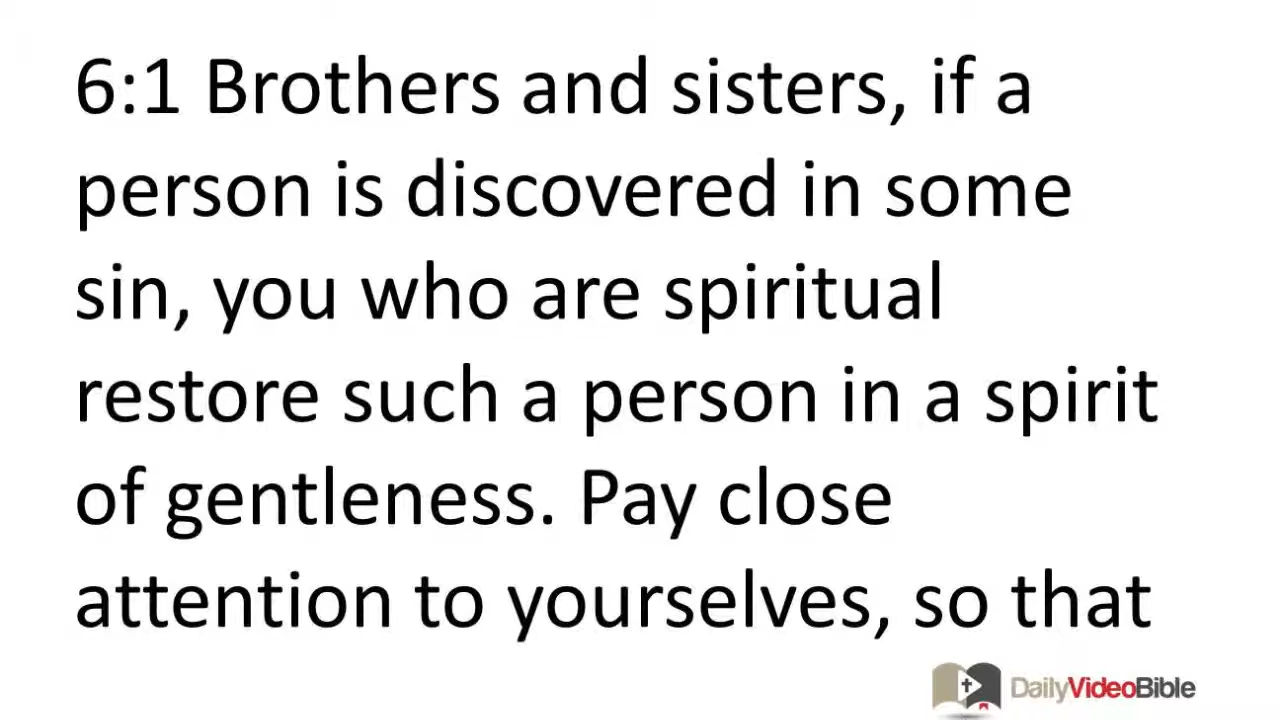 6:1 Brothers and sisters, if a
person is discovered in some
sin, you who are spiritual
restore such a person in a spirit
of gentleness. Pay close
attention to yourselves, so that
DailyVideoBible